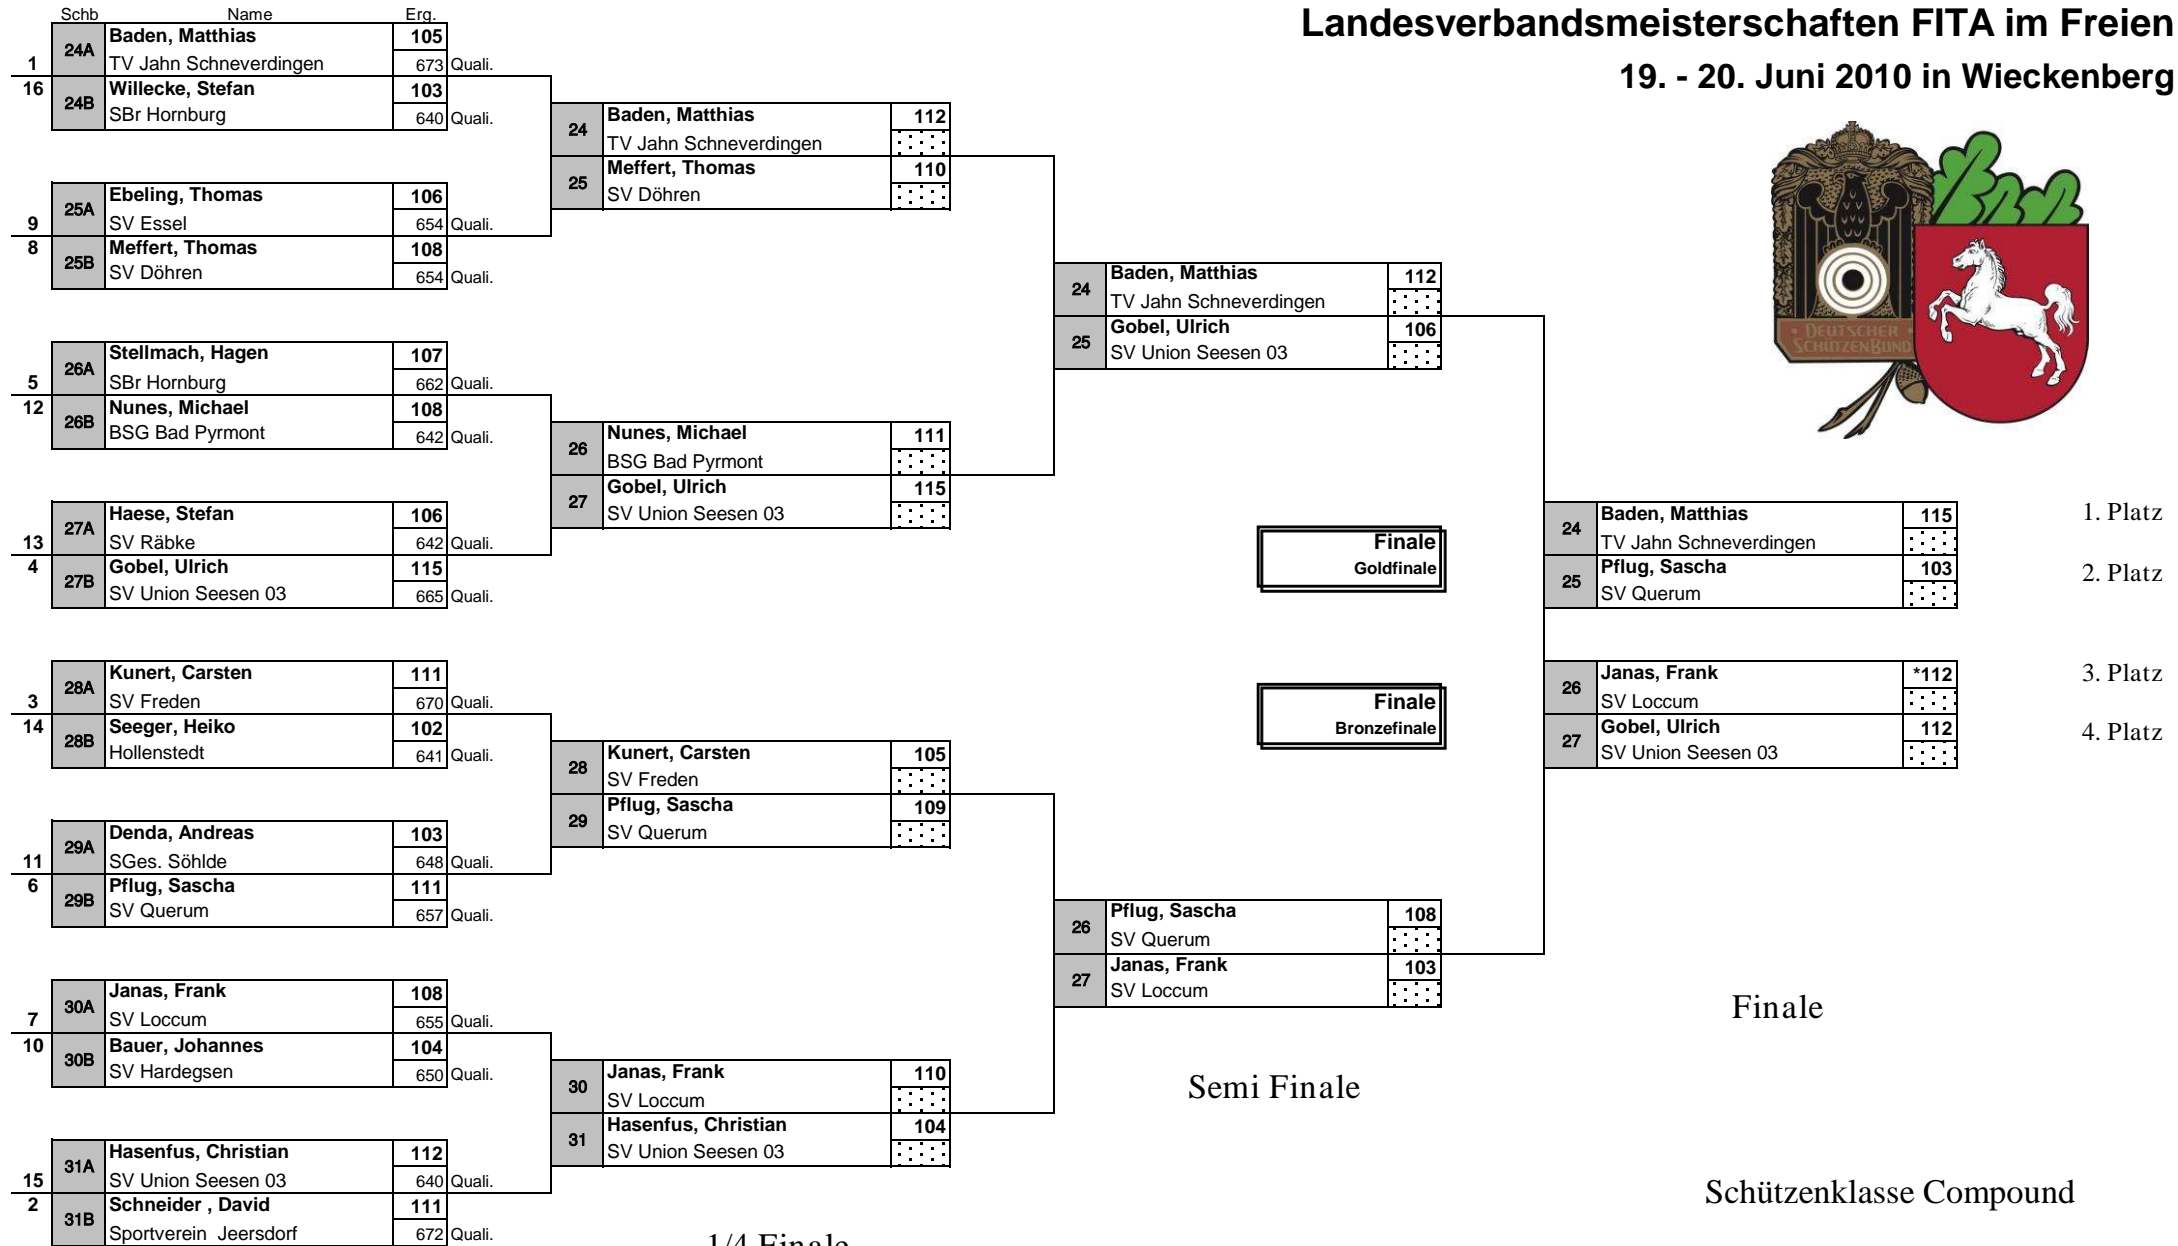 Landesverbandsmeisterschaften FITA im Freien
19. - 20. Juni 2010 in Wieckenberg
Schb Name Erg.
24A Baden, Matthias 105
1 TV Jahn Schneverdingen 673 Quali.
16 24B Willecke, Stefan 103
SBr Hornburg 640 Quali.
25A Ebeling, Thomas 106
9 SV Essel 654 Quali.
8 25B Meffert, Thomas 108
SV Döhren 654 Quali.
26A Stellmach, Hagen 107
5 SBr Hornburg 662 Quali.
12 26B Nunes, Michael 108
BSG Bad Pyrmont 642 Quali.
27A Haese, Stefan 106
13 SV Räbke 642 Quali.
4 27B Gobel, Ulrich 115
SV Union Seesen 03 665 Quali.
28A Kunert, Carsten 111
3 SV Freden 670 Quali.
14 28B Seeger, Heiko 102
Hollenstedt 641 Quali.
29A Denda, Andreas 103
11 SGes. Söhlde 648 Quali.
6 29B Pflug, Sascha 111
SV Querum 657 Quali.
30A Janas, Frank 108
7 SV Loccum 655 Quali.
10 30B Bauer, Johannes 104
SV Hardegsen 650 Quali.
31A Hasenfus, Christian 112
15 SV Union Seesen 03 640 Quali.
2 31B Schneider , David 111
Sportverein Jeersdorf 672 Quali.
24 Baden, Matthias 112
TV Jahn Schneverdingen
25 Meffert, Thomas 110
SV Döhren
26 Nunes, Michael 111
BSG Bad Pyrmont
27 Gobel, Ulrich 115
SV Union Seesen 03
28 Kunert, Carsten 105
SV Freden
29 Pflug, Sascha 109
SV Querum
30 Janas, Frank 110
SV Loccum
31 Hasenfus, Christian 104
SV Union Seesen 03
1/4 Finale
24 Baden, Matthias 112
TV Jahn Schneverdingen
25 Gobel, Ulrich 106
SV Union Seesen 03
26 Pflug, Sascha 108
SV Querum
27 Janas, Frank 103
SV Loccum
Semi Finale
• DEUTSCHER •
SCHÜTZENBUND
Finale
Goldfinale
24 Baden, Matthias 115 1. Platz
TV Jahn Schneverdingen
25 Pflug, Sascha 103 2. Platz
SV Querum
Finale
Bronzefinale
26 Janas, Frank *112 3. Platz
SV Loccum
27 Gobel, Ulrich 112 4. Platz
SV Union Seesen 03
Finale
Schützenklasse Compound